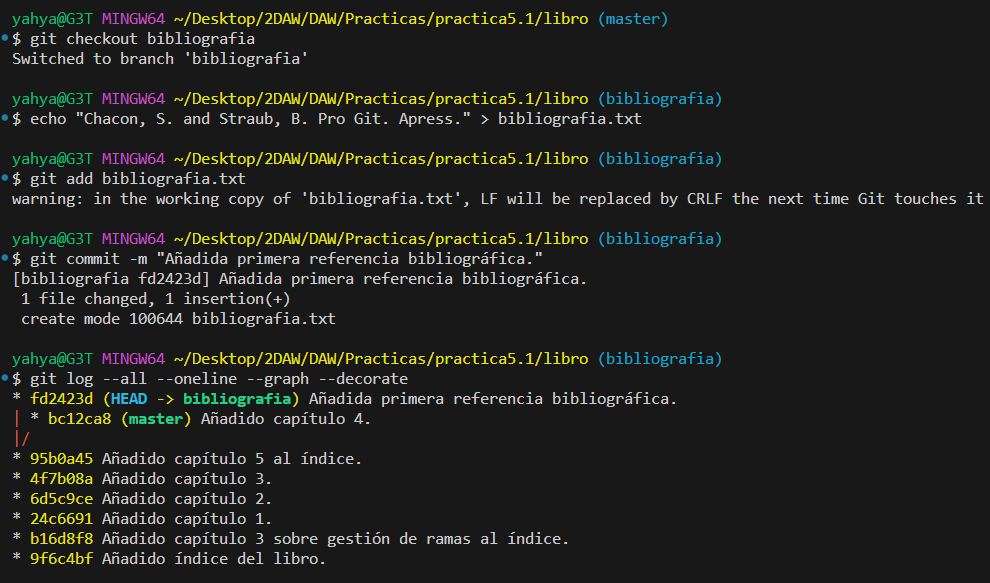 yahya@G3T MINGW64 ~/Desktop/2DAW/DAW/Practicas/practica5.1/libro (master)
$ git checkout bibliografia
Switched to branch 'bibliografia'
yahya@G3T MINGW64 ~/Desktop/2DAW/DAW/Practicas/practica5.1/libro (bibliografia)
$ echo "Chacon, S. and Straub, B. Pro Git. Apress." > bibliografia.txt
yahya@G3T MINGW64 ~/Desktop/2DAW/DAW/Practicas/practica5.1/libro (bibliografia)
$ git add bibliografia.txt
warning: in the working copy of 'bibliografia.txt', LF will be replaced by CRLF the next time Git touches it
yahya@G3T MINGW64 ~/Desktop/2DAW/DAW/Practicas/practica5.1/libro (bibliografia)
$ git commit -m "Añadida primera referencia bibliográfica."
[bibliografia fd2423d] Añadida primera referencia bibliográfica.
 1 file changed, 1 insertion(+)
 create mode 100644 bibliografia.txt
yahya@G3T MINGW64 ~/Desktop/2DAW/DAW/Practicas/practica5.1/libro (bibliografia)
$ git log --all --oneline --graph --decorate
* fd2423d (HEAD -> bibliografia) Añadida primera referencia bibliográfica.
| * bc12ca8 (master) Añadido capítulo 4.
|/
* 95b0a45 Añadido capítulo 5 al índice.
* 4f7b08a Añadido capítulo 3.
* 6d5c9ce Añadido capítulo 2.
* 24c6691 Añadido capítulo 1.
* b16d8f8 Añadido capítulo 3 sobre gestión de ramas al índice.
* 9f6c4bf Añadido índice del libro.